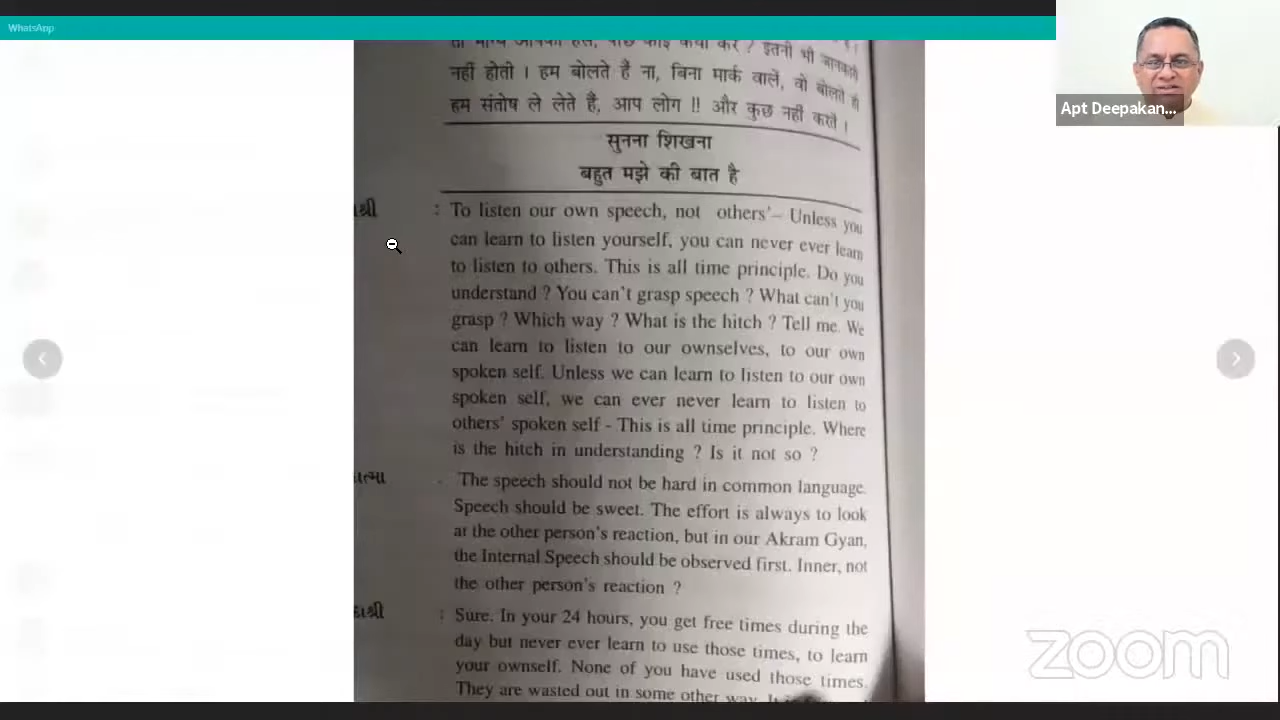 WhatsApp
Apt Deepakan...
नहीं होती । हम बोलते हैं ना, बिना मार्क वालें, वो बोलते ही
हम संतोष ले लेते हैं, आप लोग !! और कुछ नहीं करते ।
सुनना शिखना
बहुत मझे की बात है
: To listen our own speech, not others'– Unless you
can learn to listen yourself, you can never ever learn
to listen to others. This is all time principle. Do you
understand ? You can't grasp speech ? What can't you
grasp ? Which way ? What is the hitch ? Tell me. We
can learn to listen to our ownselves, to our own
spoken self. Unless we can learn to listen to our own
spoken self, we can ever never learn to listen to
others' spoken self - This is all time principle. Where
is the hitch in understanding ? Is it not so ?
The speech should not be hard in common language.
Speech should be sweet. The effort is always to look
at the other person's reaction, but in our Akram Gyan,
the Internal Speech should be observed first. Inner, not
the other person's reaction ?
: Sure. In your 24 hours, you get free times during the
day but never ever learn to use those times, to learn
your ownself. None of you have used those times.
They are wasted out in some other way.
zoom